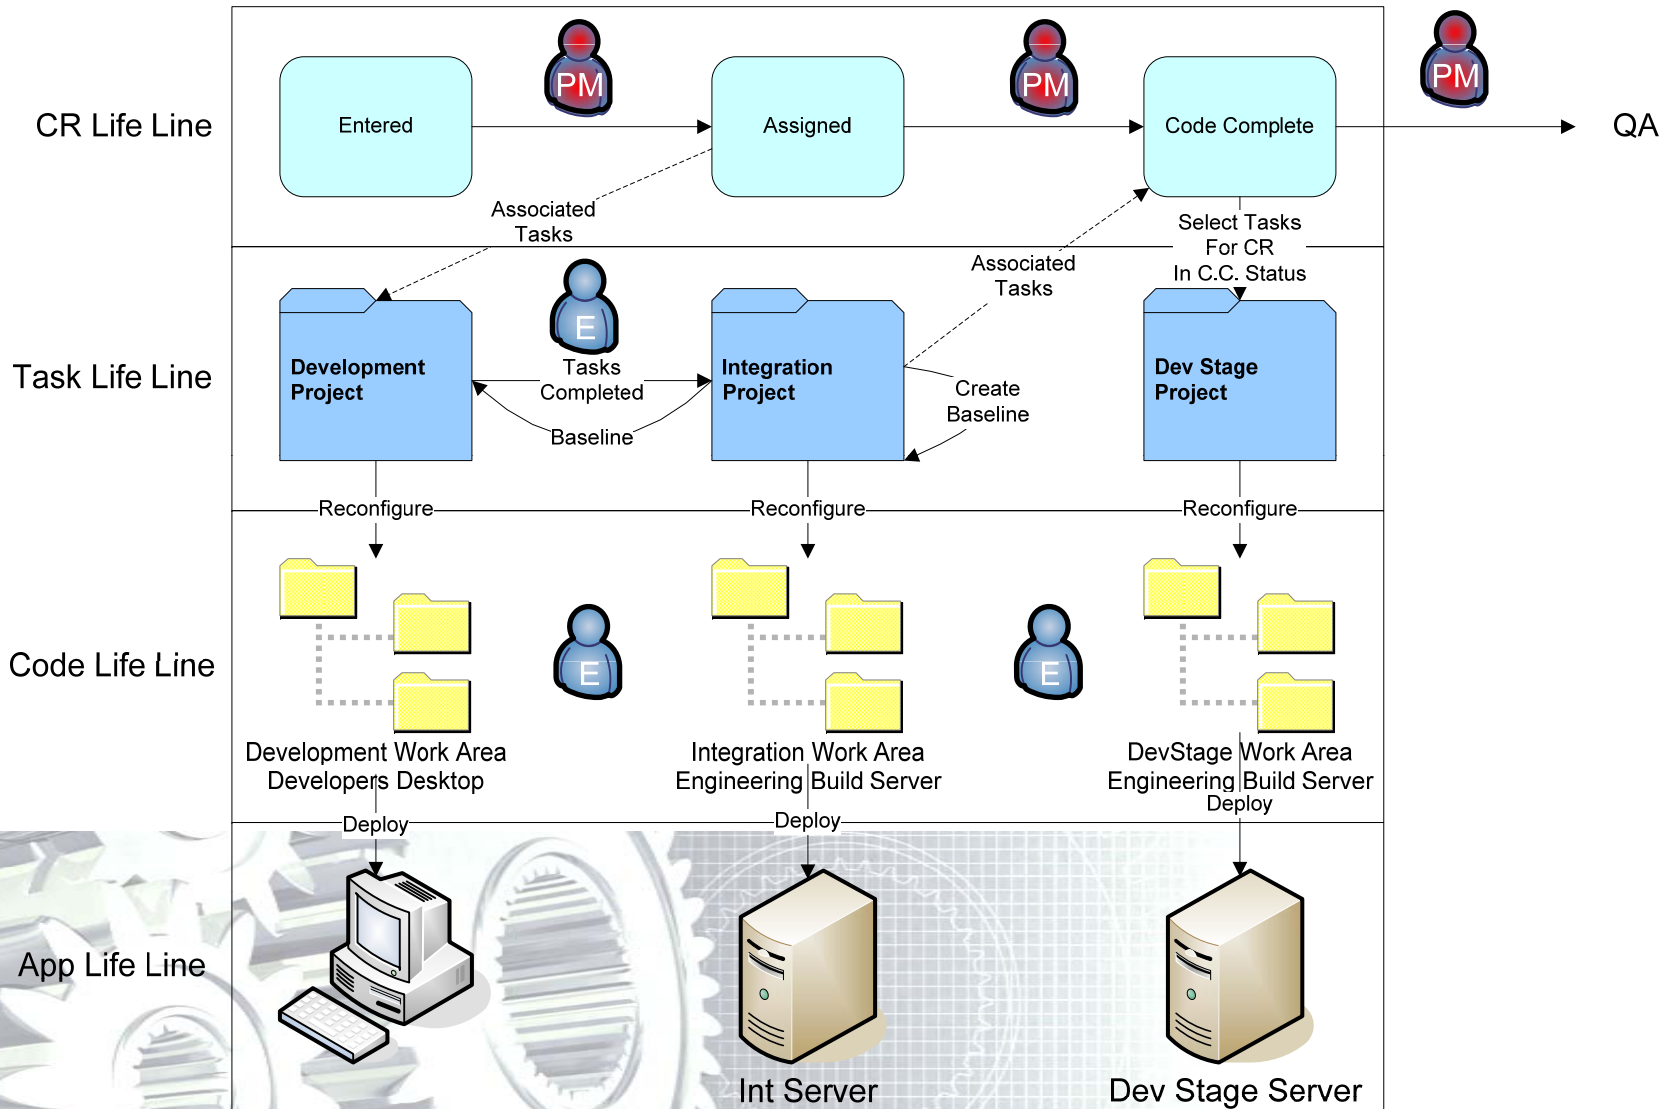 PM
PM
PM
CR Life Line
Entered
Assigned
Code Complete
QA
Associated
Tasks
Select Tasks
For CR
In C.C. Status
Associated
Tasks
E
Task Life Line
Development
Project
Tasks
Completed
Baseline
Integration
Project
Create
Baseline
Dev Stage
Project
Reconfigure
Reconfigure
Reconfigure
Code Life Line
E
E
Development Work Area
Developers Desktop
Integration Work Area
Engineering Build Server
DevStage Work Area
Engineering Build Server
Deploy
Deploy
Deploy
App Life Line
Int Server
Dev Stage Server